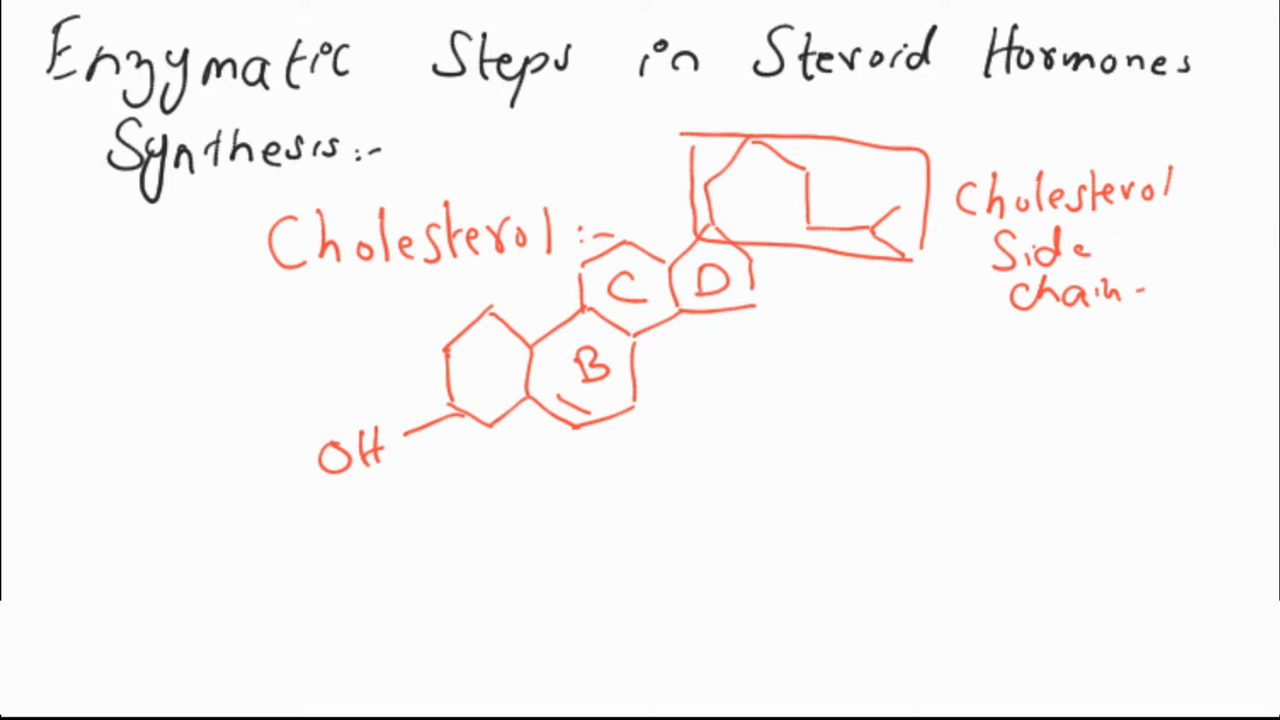 Enzymatic Steps in Steroid Hormones
Synthesis :-
Cholesterol :-
Cholesterol
Side
chain -
C
D
B
OH